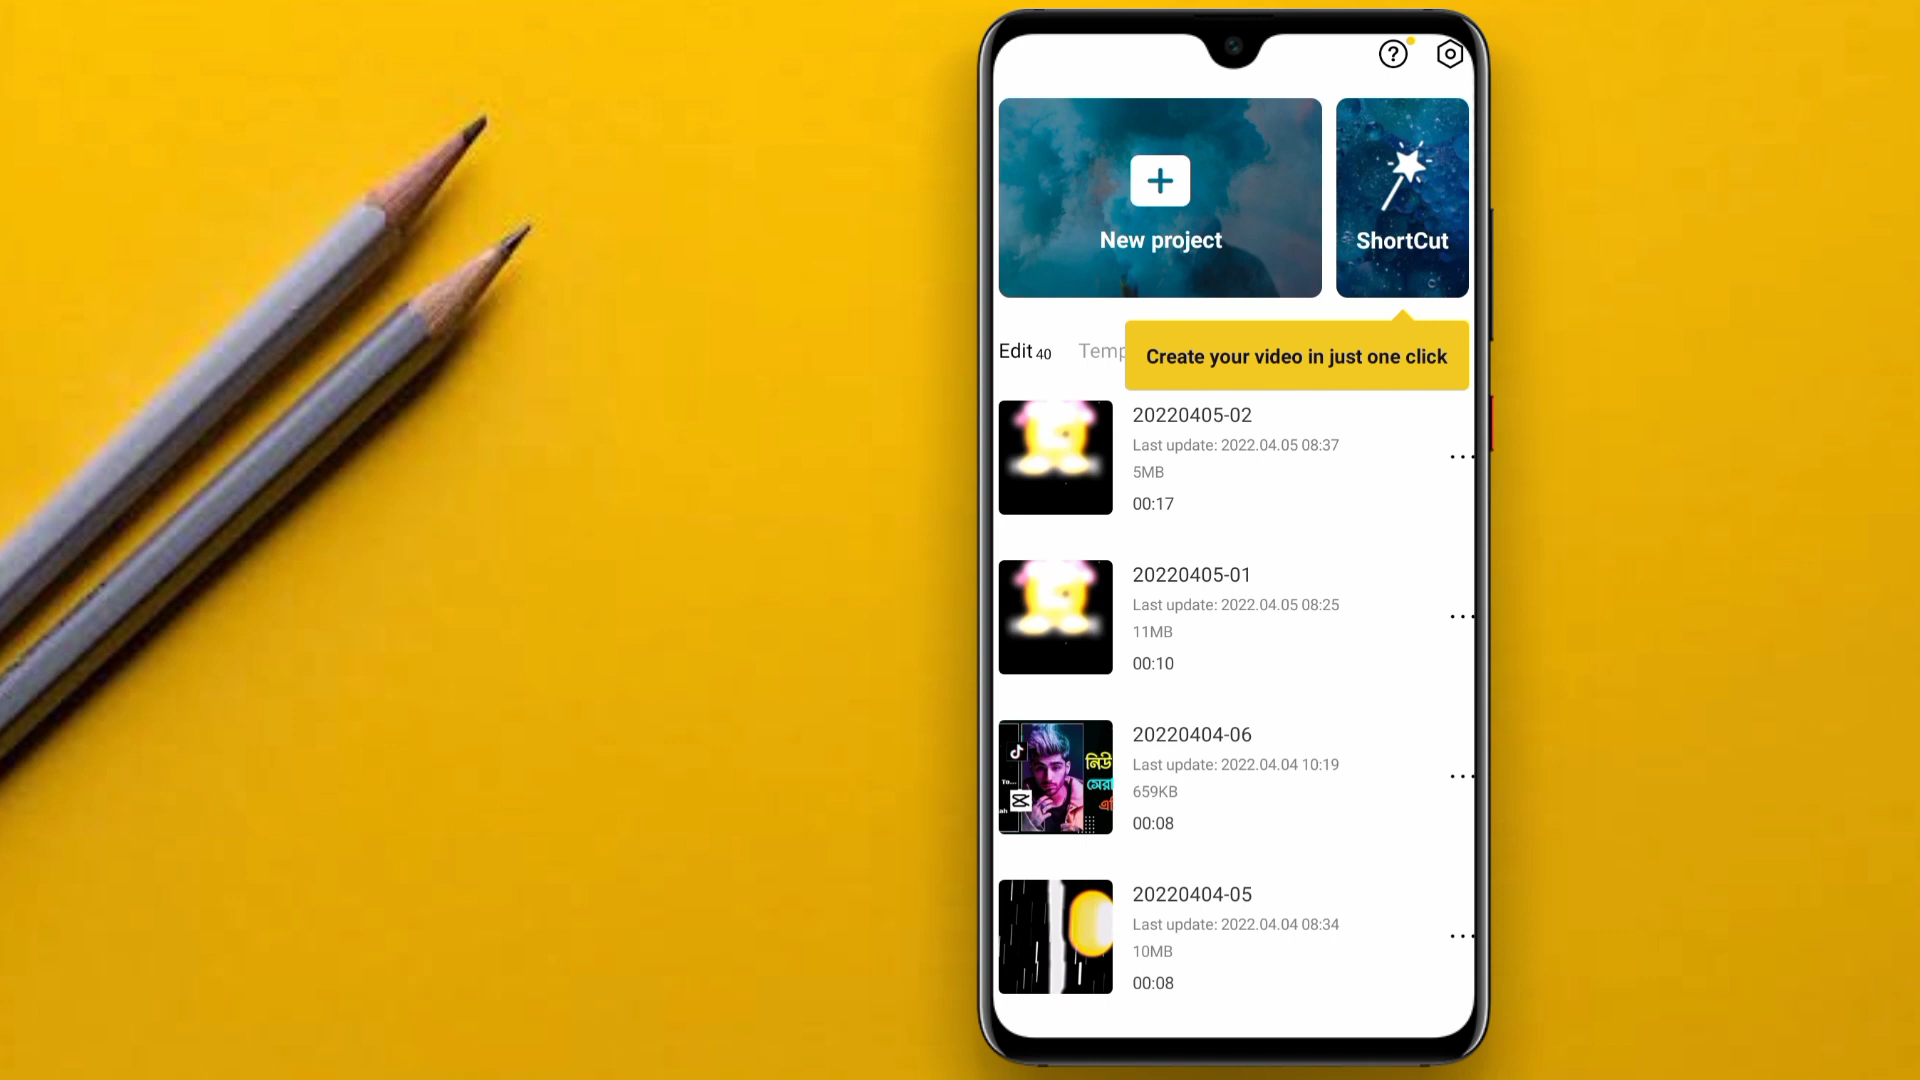 New project
ShortCut
Create your video in just one click
Edit 40
Temp
20220405-02
Last update: 2022.04.05 08:37
5MB
00:17
20220405-01
Last update: 2022.04.05 08:25
11MB
00:10
20220404-06
Last update: 2022.04.04 10:19
659KB
00:08
To...
নিউ
সেরা
এ
ah
20220404-05
Last update: 2022.04.04 08:34
10MB
00:08